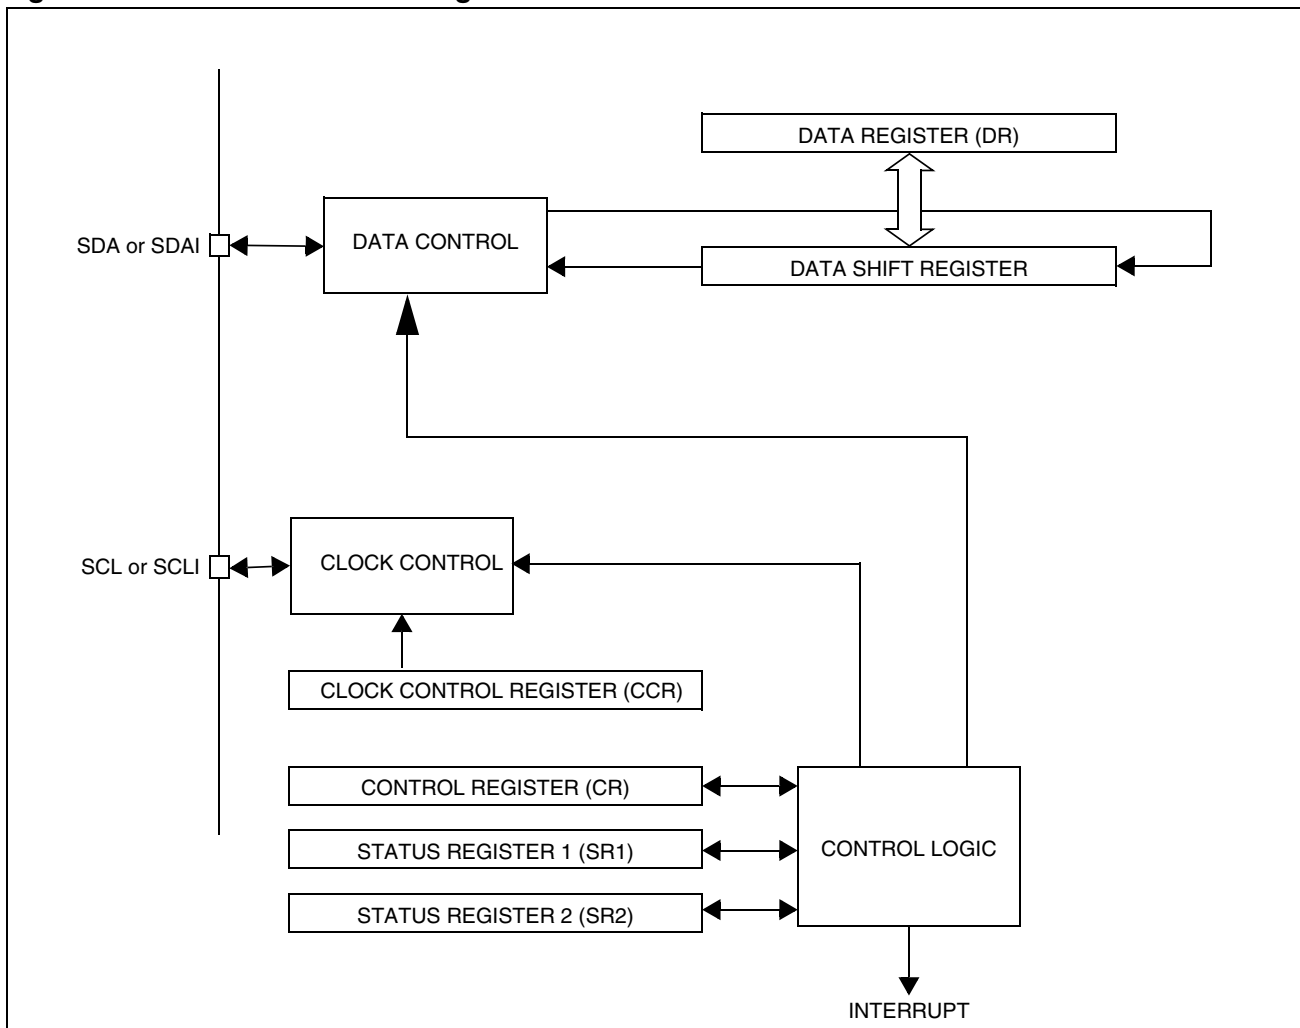 DATA REGISTER (DR)
SDA or SDAI
DATA CONTROL
DATA SHIFT REGISTER
SCL or SCLI
CLOCK CONTROL
CLOCK CONTROL REGISTER (CCR)
CONTROL REGISTER (CR)
STATUS REGISTER 1 (SR1)
CONTROL LOGIC
STATUS REGISTER 2 (SR2)
INTERRUPT